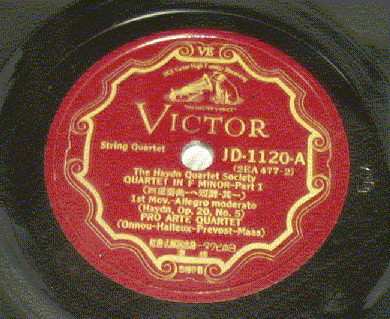 VE
VICTOR
String Quartet
JD-1120-A
(2EA 477-2)
The Haydn Quartet Society
QUARTET IN F MINOR-Part 1
1st Mov.-Allegro moderato
(Haydn, Op. 20, No. 5)
PRO ARTE QUARTET
(Onnou-Halleux-Prevost-Maas)